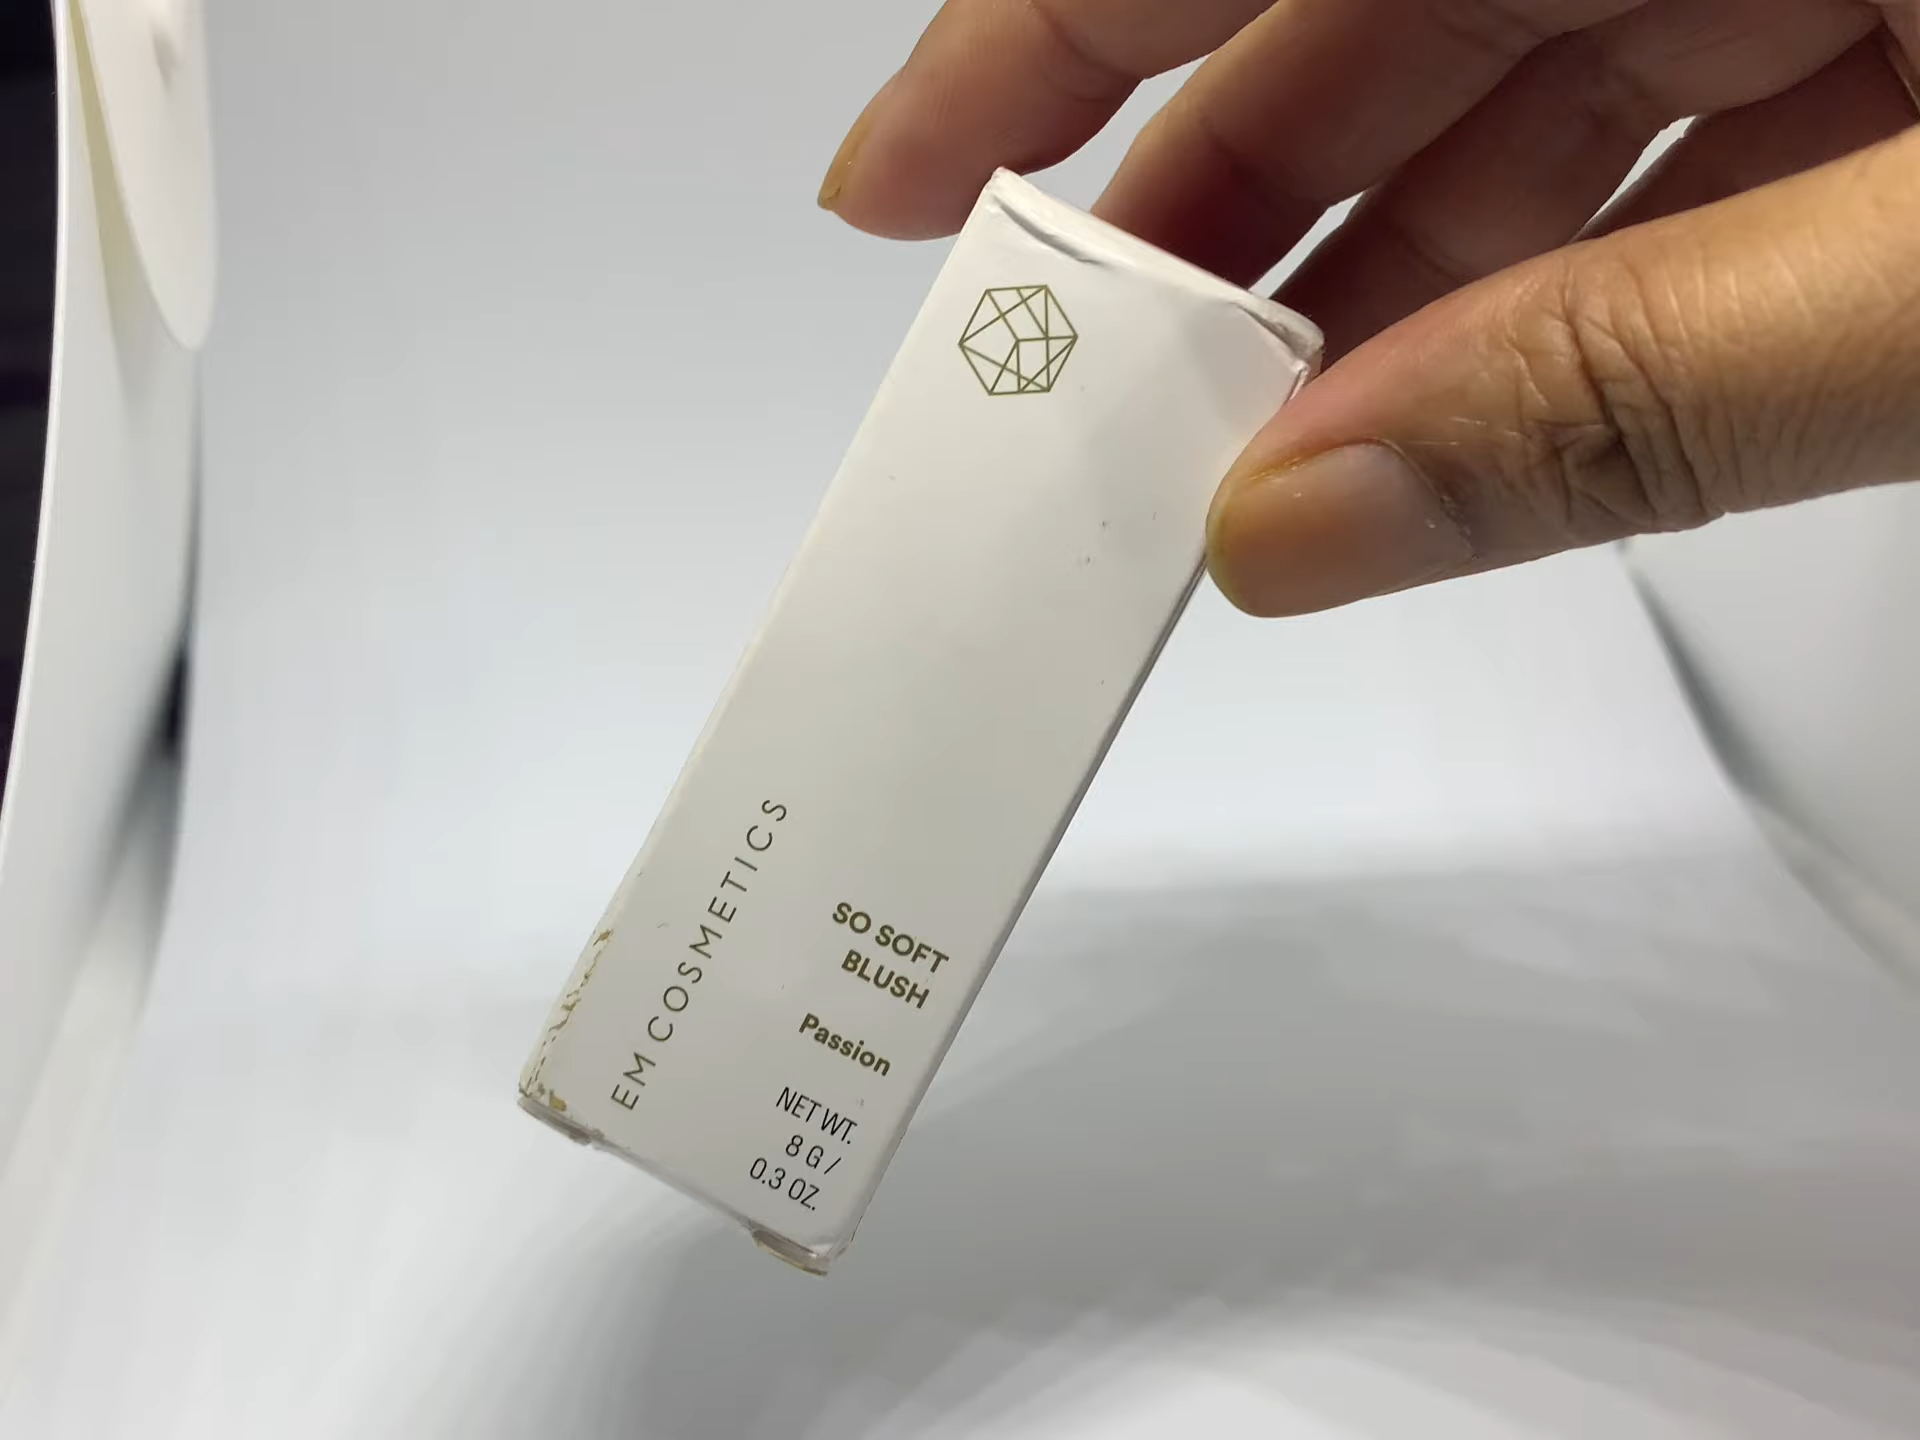 EM COSMETICS
SO SOFT
BLUSH
Passion
NET WT.
8 G /
0.3 OZ.